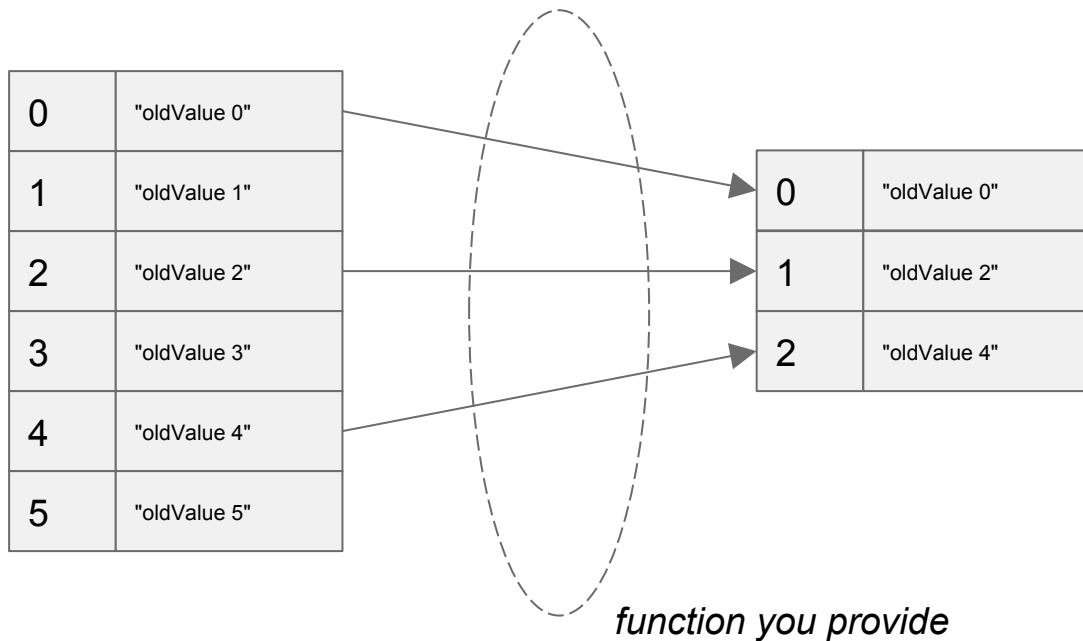 0 "oldValue 0"
1 "oldValue 1"
2 "oldValue 2"
3 "oldValue 3"
4 "oldValue 4"
5 "oldValue 5"
0 "oldValue 0"
1 "oldValue 2"
2 "oldValue 4"
function you provide